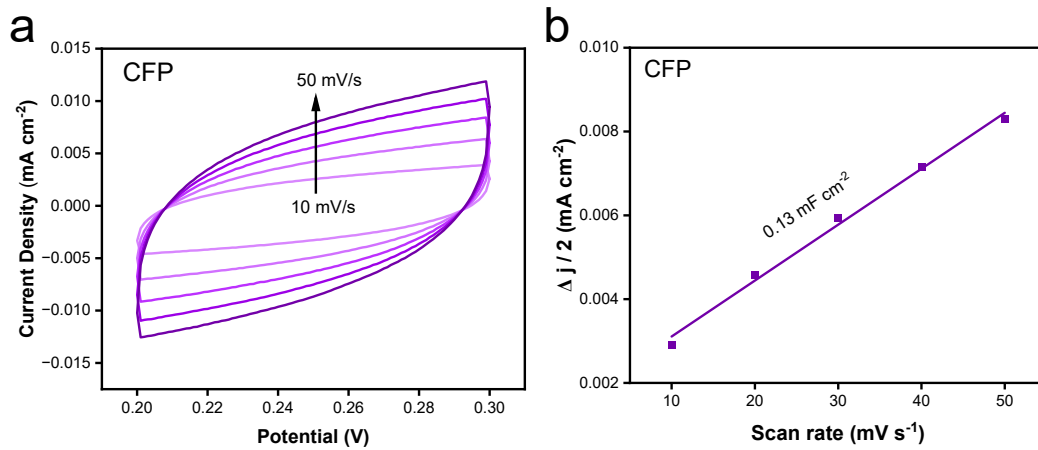 a
CFP
50 mV/s
10 mV/s
0.015
0.010
0.005
0.000
−0.005
−0.010
−0.015
0.20
0.22
0.24
0.26
0.28
0.30
Current Density (mA cm⁻²)
Potential (V)
b
CFP
0.13 mF cm⁻²
0.010
0.008
0.006
0.004
0.002
10
20
30
40
50
Δ j / 2 (mA cm⁻²)
Scan rate (mV s⁻¹)